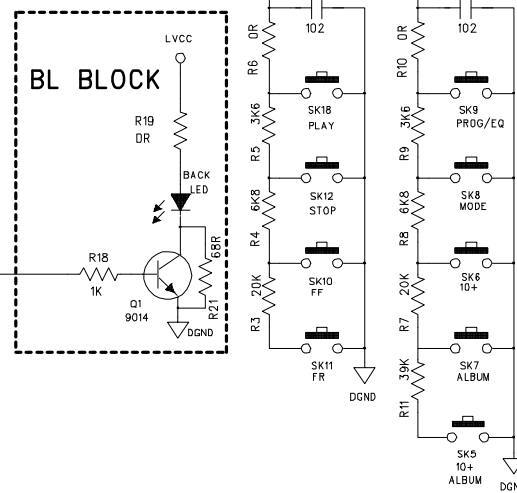 BL BLOCK
LVCC
R19
0R
BACK
LED
R18
1K
Q1
9014
68R
R21
DGND
102
0R
R6
SK18
PLAY
3K6
R5
SK12
STOP
6K8
R4
SK10
FF
20K
R3
SK11
FR
DGND
102
0R
R10
SK9
PROG/EQ
3K6
R9
SK8
MODE
6K8
R8
SK6
10+
20K
R7
SK7
ALBUM
39K
R11
SK5
10+
ALBUM